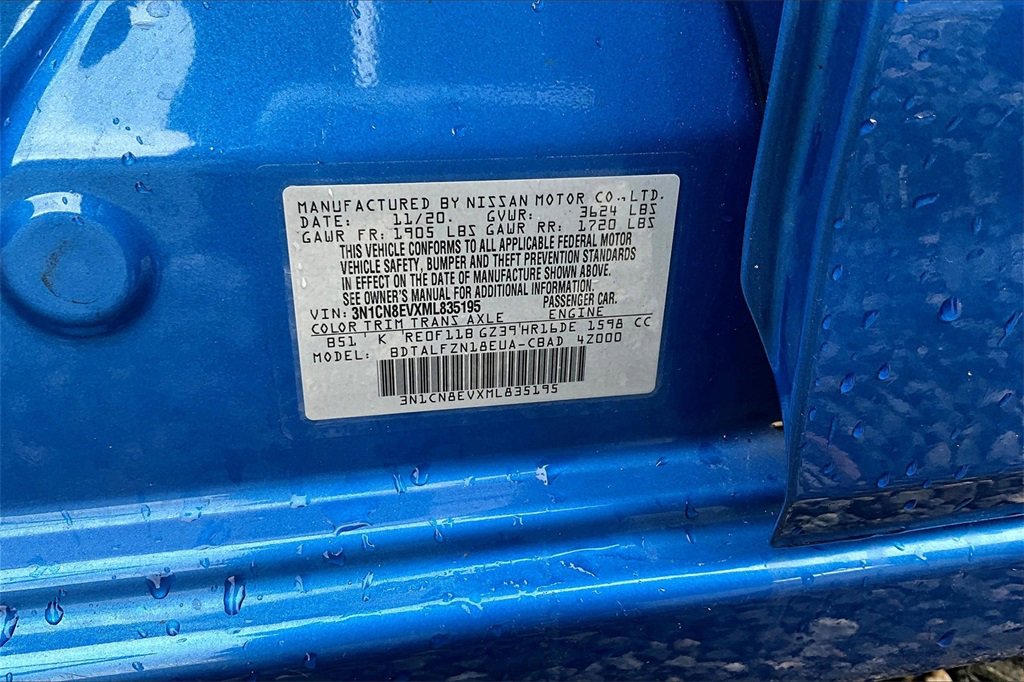 MANUFACTURED BY NISSAN MOTOR CO., LTD.
DATE: 11/20. GVWR: 3624 LBS
GAWR FR: 1905 LBS GAWR RR: 1720 LBS
THIS VEHICLE CONFORMS TO ALL APPLICABLE FEDERAL MOTOR
VEHICLE SAFETY, BUMPER AND THEFT PREVENTION STANDARDS
IN EFFECT ON THE DATE OF MANUFACTURE SHOWN ABOVE.
SEE OWNER'S MANUAL FOR ADDITIONAL INFORMATION.
VIN: 3N1CN8EVXML835195 PASSENGER CAR.
COLOR TRIM TRANS AXLE ENGINE
B51 K RE0F11B GZ39 HR16DE 1598 CC
MODEL: BDTALFZN18EUA-CBAD 4Z000
3N1CN8EVXML835195